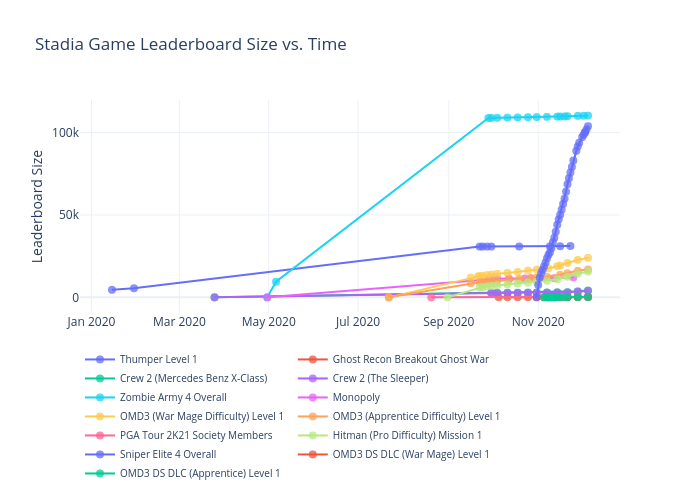 Stadia Game Leaderboard Size vs. Time
100k
50k
0
Leaderboard Size
Jan 2020 Mar 2020 May 2020 Jul 2020 Sep 2020 Nov 2020
Thumper Level 1 Ghost Recon Breakout Ghost War
Crew 2 (Mercedes Benz X-Class) Crew 2 (The Sleeper)
Zombie Army 4 Overall Monopoly
OMD3 (War Mage Difficulty) Level 1 OMD3 (Apprentice Difficulty) Level 1
PGA Tour 2K21 Society Members Hitman (Pro Difficulty) Mission 1
Sniper Elite 4 Overall OMD3 DS DLC (War Mage) Level 1
OMD3 DS DLC (Apprentice) Level 1